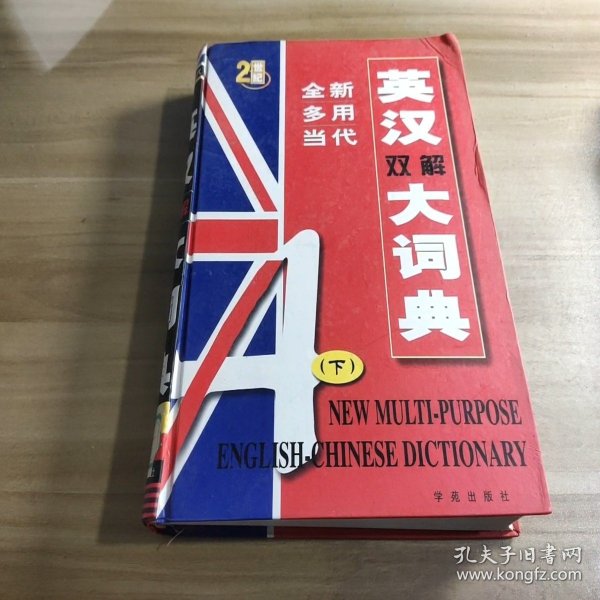 21
世纪
全新
多用
当代
英汉
双解
大词典
A
(下)
NEW MULTI-PURPOSE
ENGLISH-CHINESE DICTIONARY
学苑出版社
孔夫子旧书网
www.kongfz.com